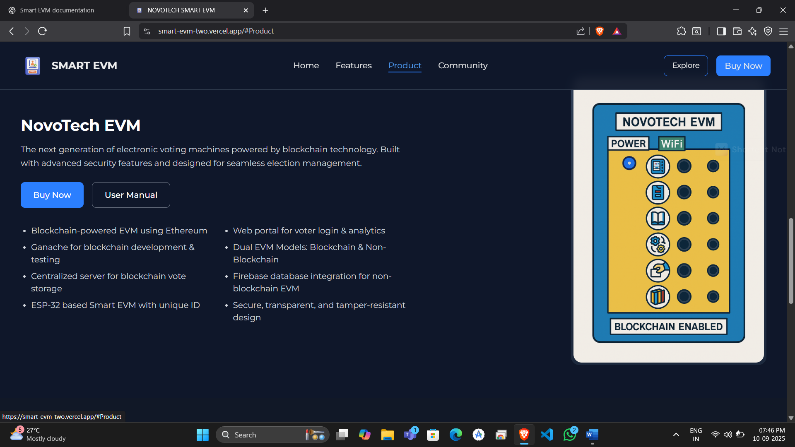 Smart EVM documentation
NOVOTECH SMART EVM
smart-evm-two.vercel.app/#Product
SMART EVM
Home
Features
Product
Community
Explore
Buy Now
NovoTech EVM
The next generation of electronic voting machines powered by blockchain technology. Built
with advanced security features and designed for seamless election management.
Buy Now
User Manual
• Blockchain-powered EVM using Ethereum
• Ganache for blockchain development &
testing
• Centralized server for blockchain vote
storage
• ESP-32 based Smart EVM with unique ID
• Web portal for voter login & analytics
• Dual EVM Models: Blockchain & Non-
Blockchain
• Firebase database integration for non-
blockchain EVM
• Secure, transparent, and tamper-resistant
design
NOVOTECH EVM
POWER
WiFi
BLOCKCHAIN ENABLED
https://smart-evm-two.vercel.app/#Product
27°C
Mostly cloudy
Search
ENG
IN
07:46 PM
10-09-2025